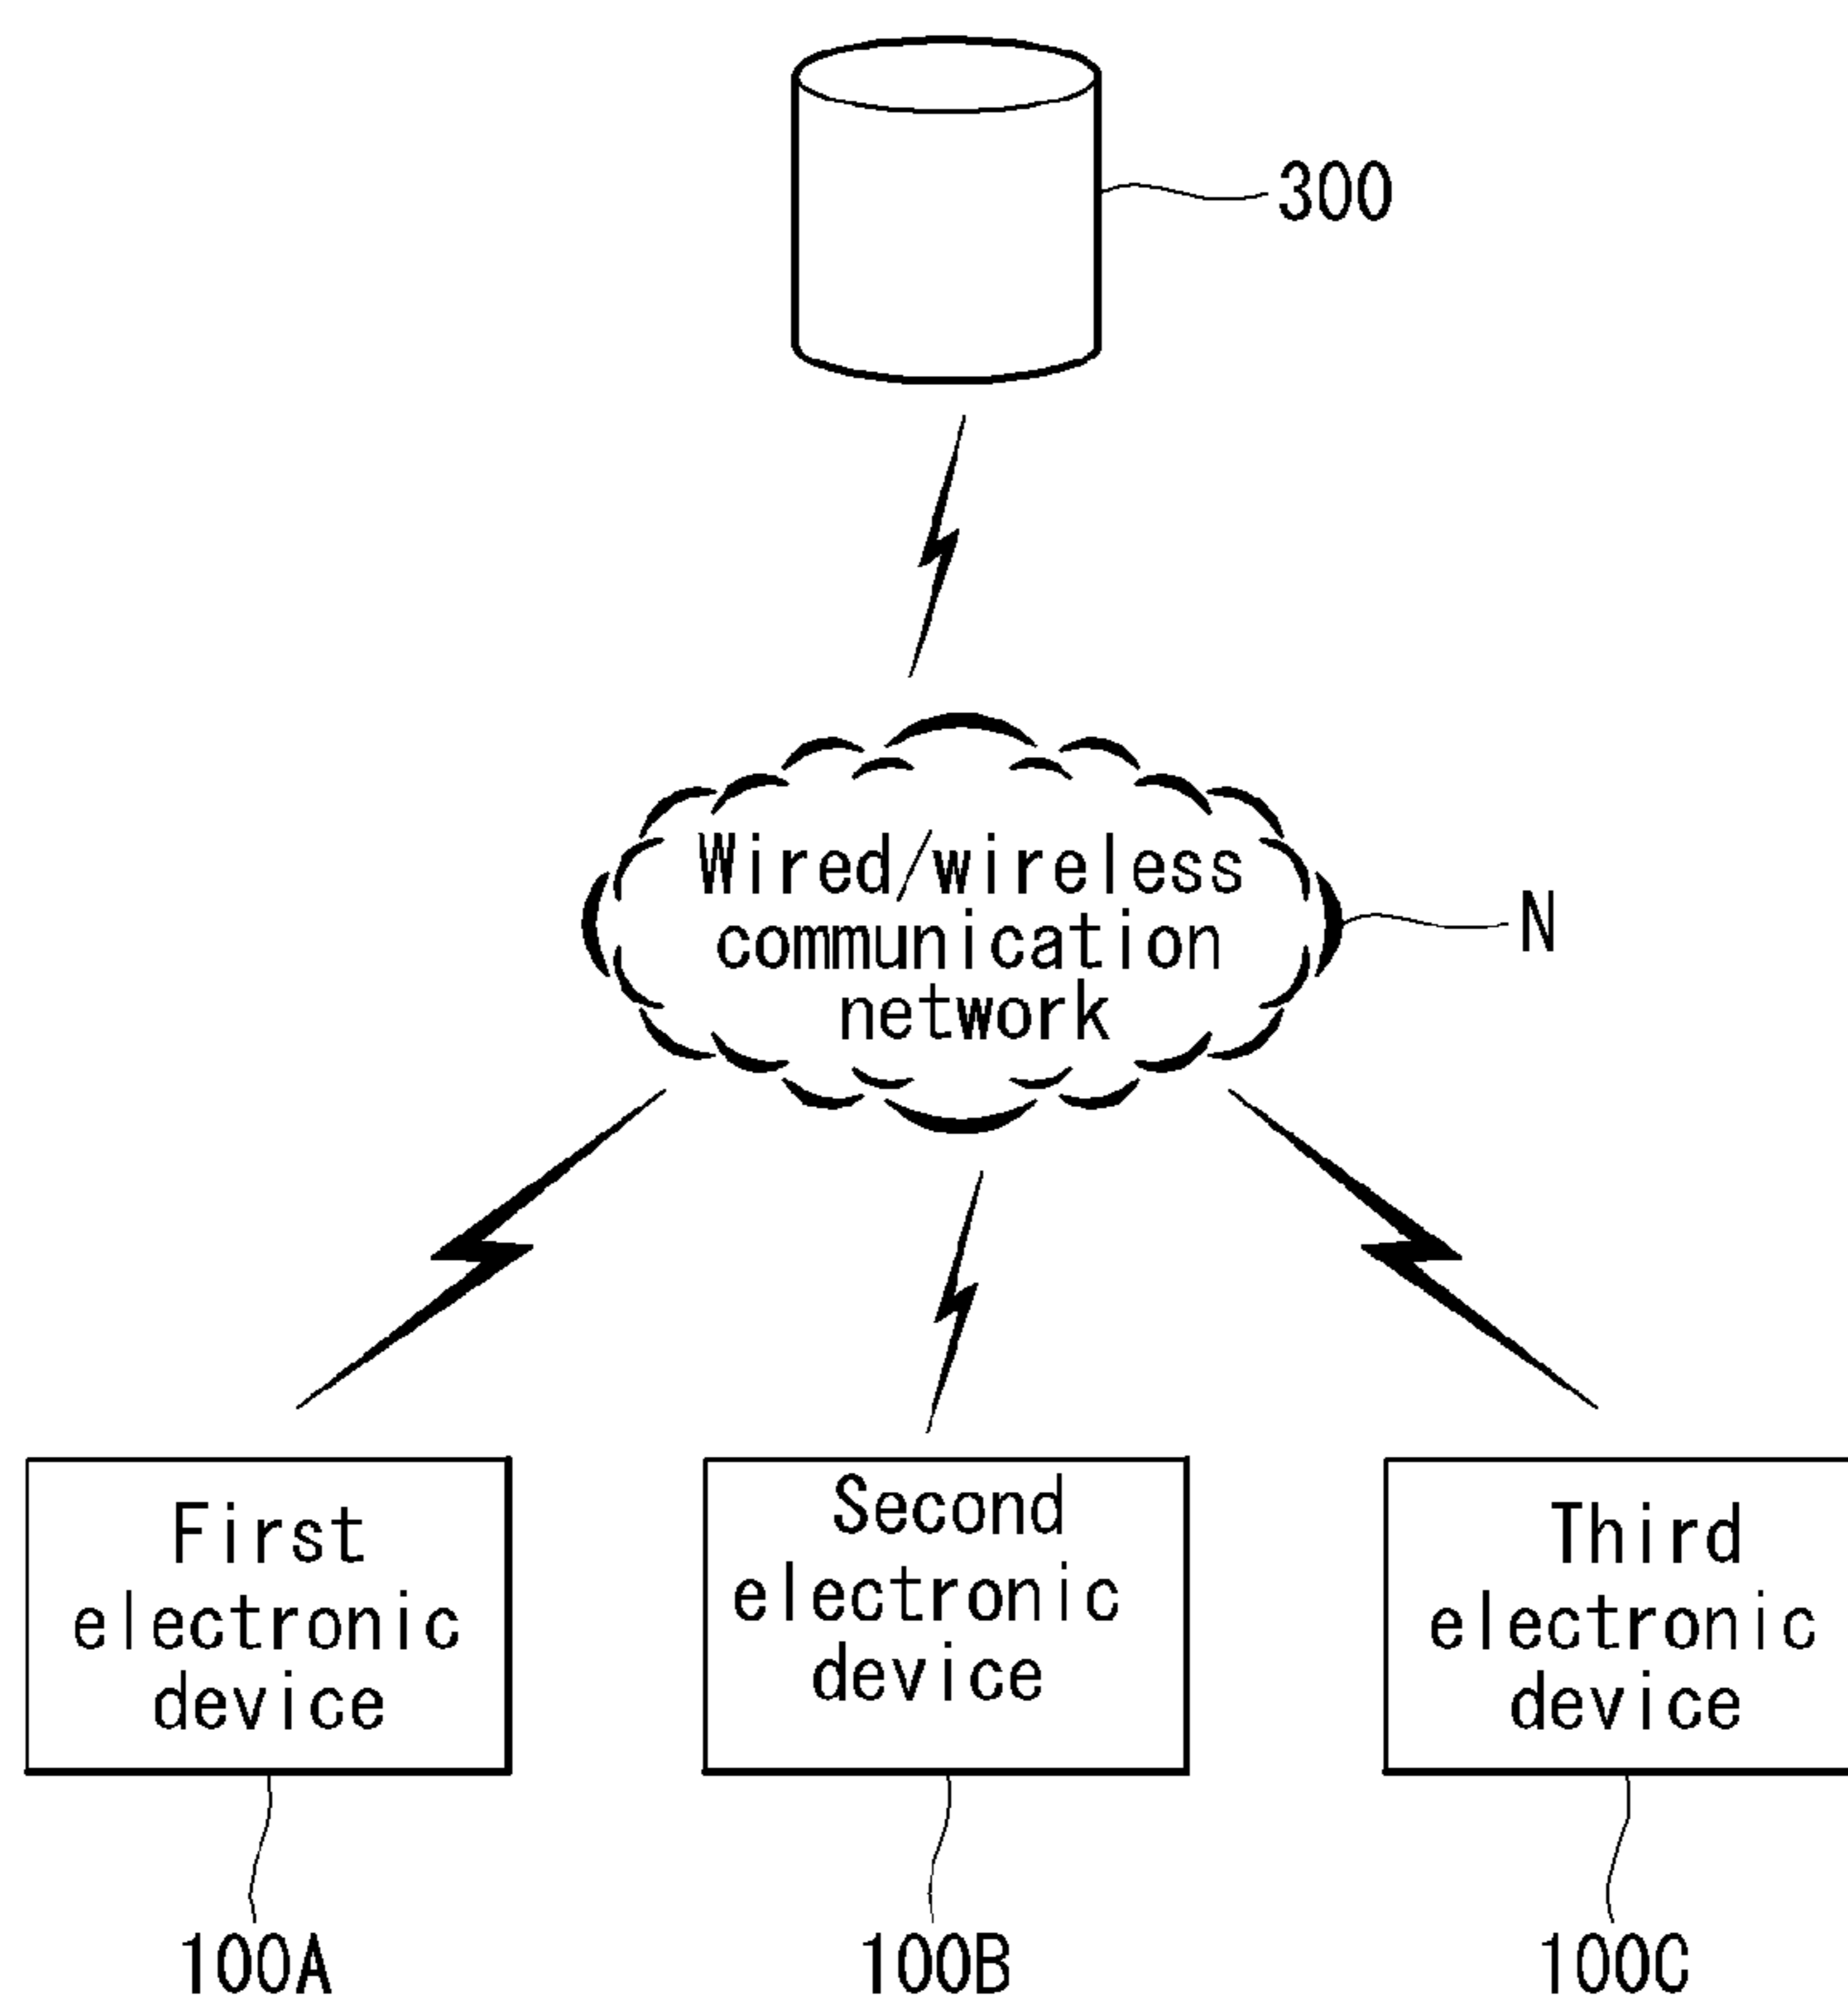 300
Wired/wireless
communication
network
N
First
electronic
device
Second
electronic
device
Third
electronic
device
100A
100B
100C